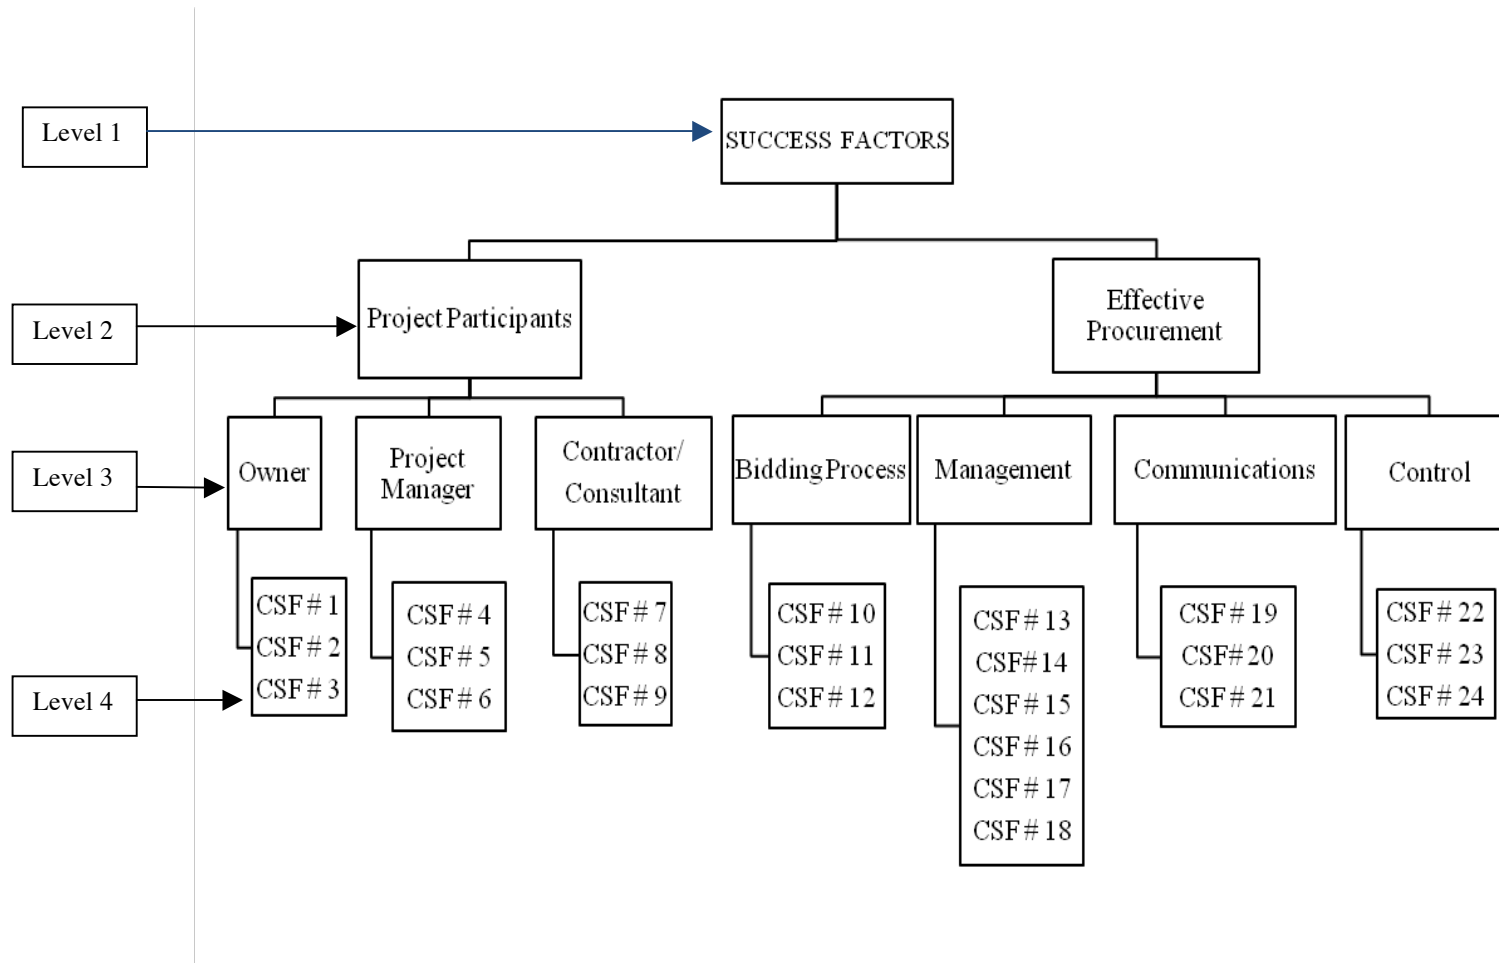 Level 1
SUCCESS FACTORS
Level 2
Project Participants
Effective
Procurement
Level 3
Owner
Project
Manager
Contractor/
Consultant
Bidding Process
Management
Communications
Control
Level 4
CSF # 1
CSF # 2
CSF # 3
CSF # 4
CSF # 5
CSF # 6
CSF # 7
CSF # 8
CSF # 9
CSF # 10
CSF # 11
CSF # 12
CSF # 13
CSF# 14
CSF # 15
CSF # 16
CSF # 17
CSF # 18
CSF # 19
CSF# 20
CSF # 21
CSF # 22
CSF # 23
CSF # 24